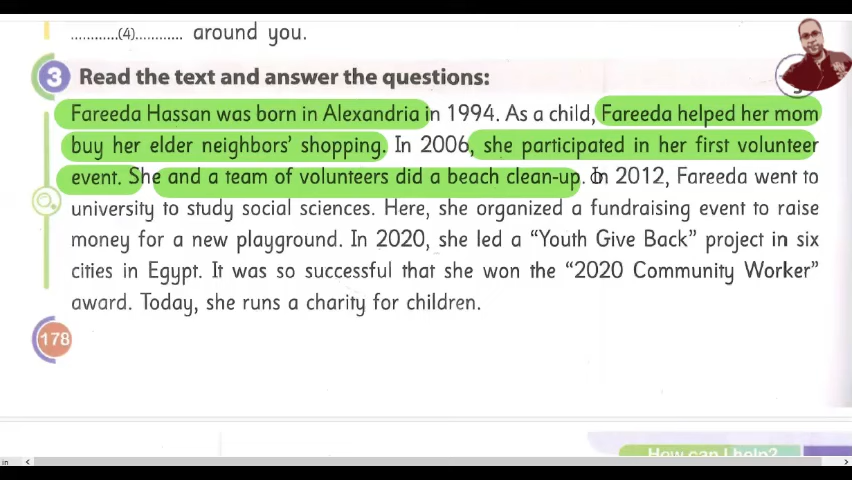 ............(4)............ around you.
3 Read the text and answer the questions:
Fareeda Hassan was born in Alexandria in 1994. As a child, Fareeda helped her mom
buy her elder neighbors' shopping. In 2006, she participated in her first volunteer
event. She and a team of volunteers did a beach clean-up. In 2012, Fareeda went to
university to study social sciences. Here, she organized a fundraising event to raise
money for a new playground. In 2020, she led a “Youth Give Back” project in six
cities in Egypt. It was so successful that she won the “2020 Community Worker”
award. Today, she runs a charity for children.
178
How can I help?
in